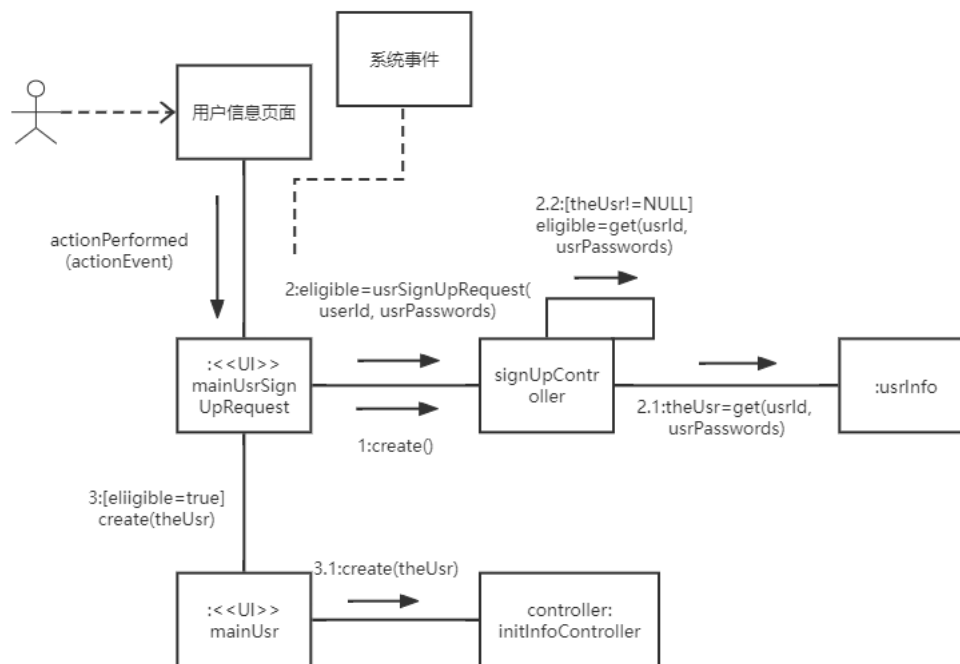 系统事件
用户信息页面
2.2:[theUsr!=NULL]
eligible=get(usrId,
usrPasswords)
actionPerformed
(actionEvent)
2:eligible=usrSignUpRequest(
userId, usrPasswords)
:<<UI>>
mainUsrSign
UpRequest
signUpContr
oller
:usrInfo
2.1:theUsr=get(usrId,
usrPasswords)
1:create()
3:[eliigible=true]
create(theUsr)
3.1:create(theUsr)
:<<UI>>
mainUsr
controller:
initInfoController